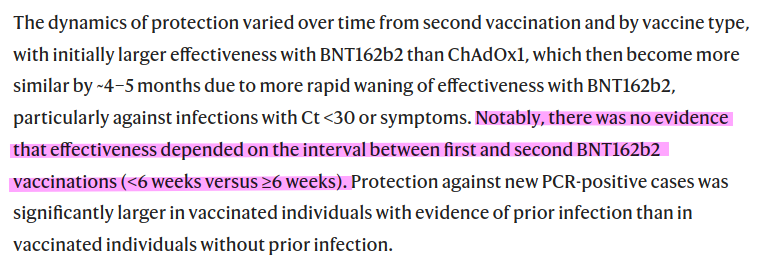 The dynamics of protection varied over time from second vaccination and by vaccine type,
with initially larger effectiveness with BNT162b2 than ChAdOx1, which then become more
similar by ~4–5 months due to more rapid waning of effectiveness with BNT162b2,
particularly against infections with Ct <30 or symptoms. Notably, there was no evidence
that effectiveness depended on the interval between first and second BNT162b2
vaccinations (<6 weeks versus ≥6 weeks). Protection against new PCR-positive cases was
significantly larger in vaccinated individuals with evidence of prior infection than in
vaccinated individuals without prior infection.